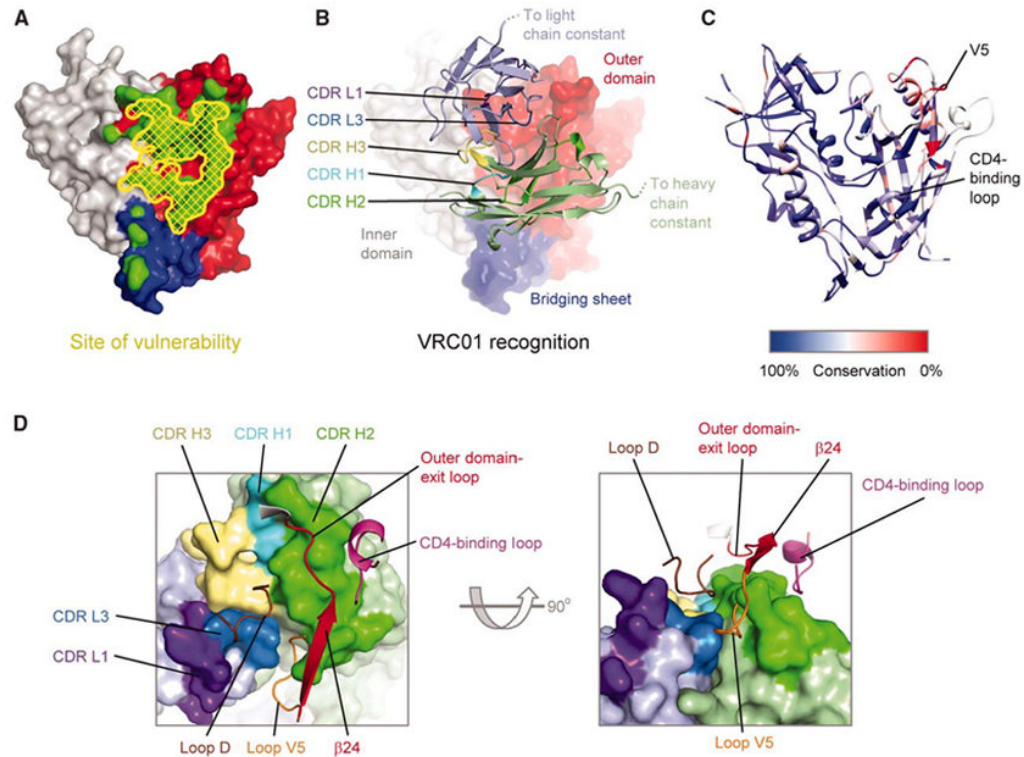 A
Site of vulnerability
B
To light
chain constant
Outer
domain
CDR L1
CDR L3
CDR H3
CDR H1
CDR H2
To heavy
chain
constant
Inner
domain
Bridging sheet
VRC01 recognition
C
V5
CD4-
binding
loop
100% Conservation 0%
D
CDR H3 CDR H1 CDR H2
Outer domain-
exit loop
CD4-binding loop
CDR L3
CDR L1
Loop D Loop V5 β24
90°
Loop D
Outer domain-
exit loop
β24
CD4-binding loop
Loop V5